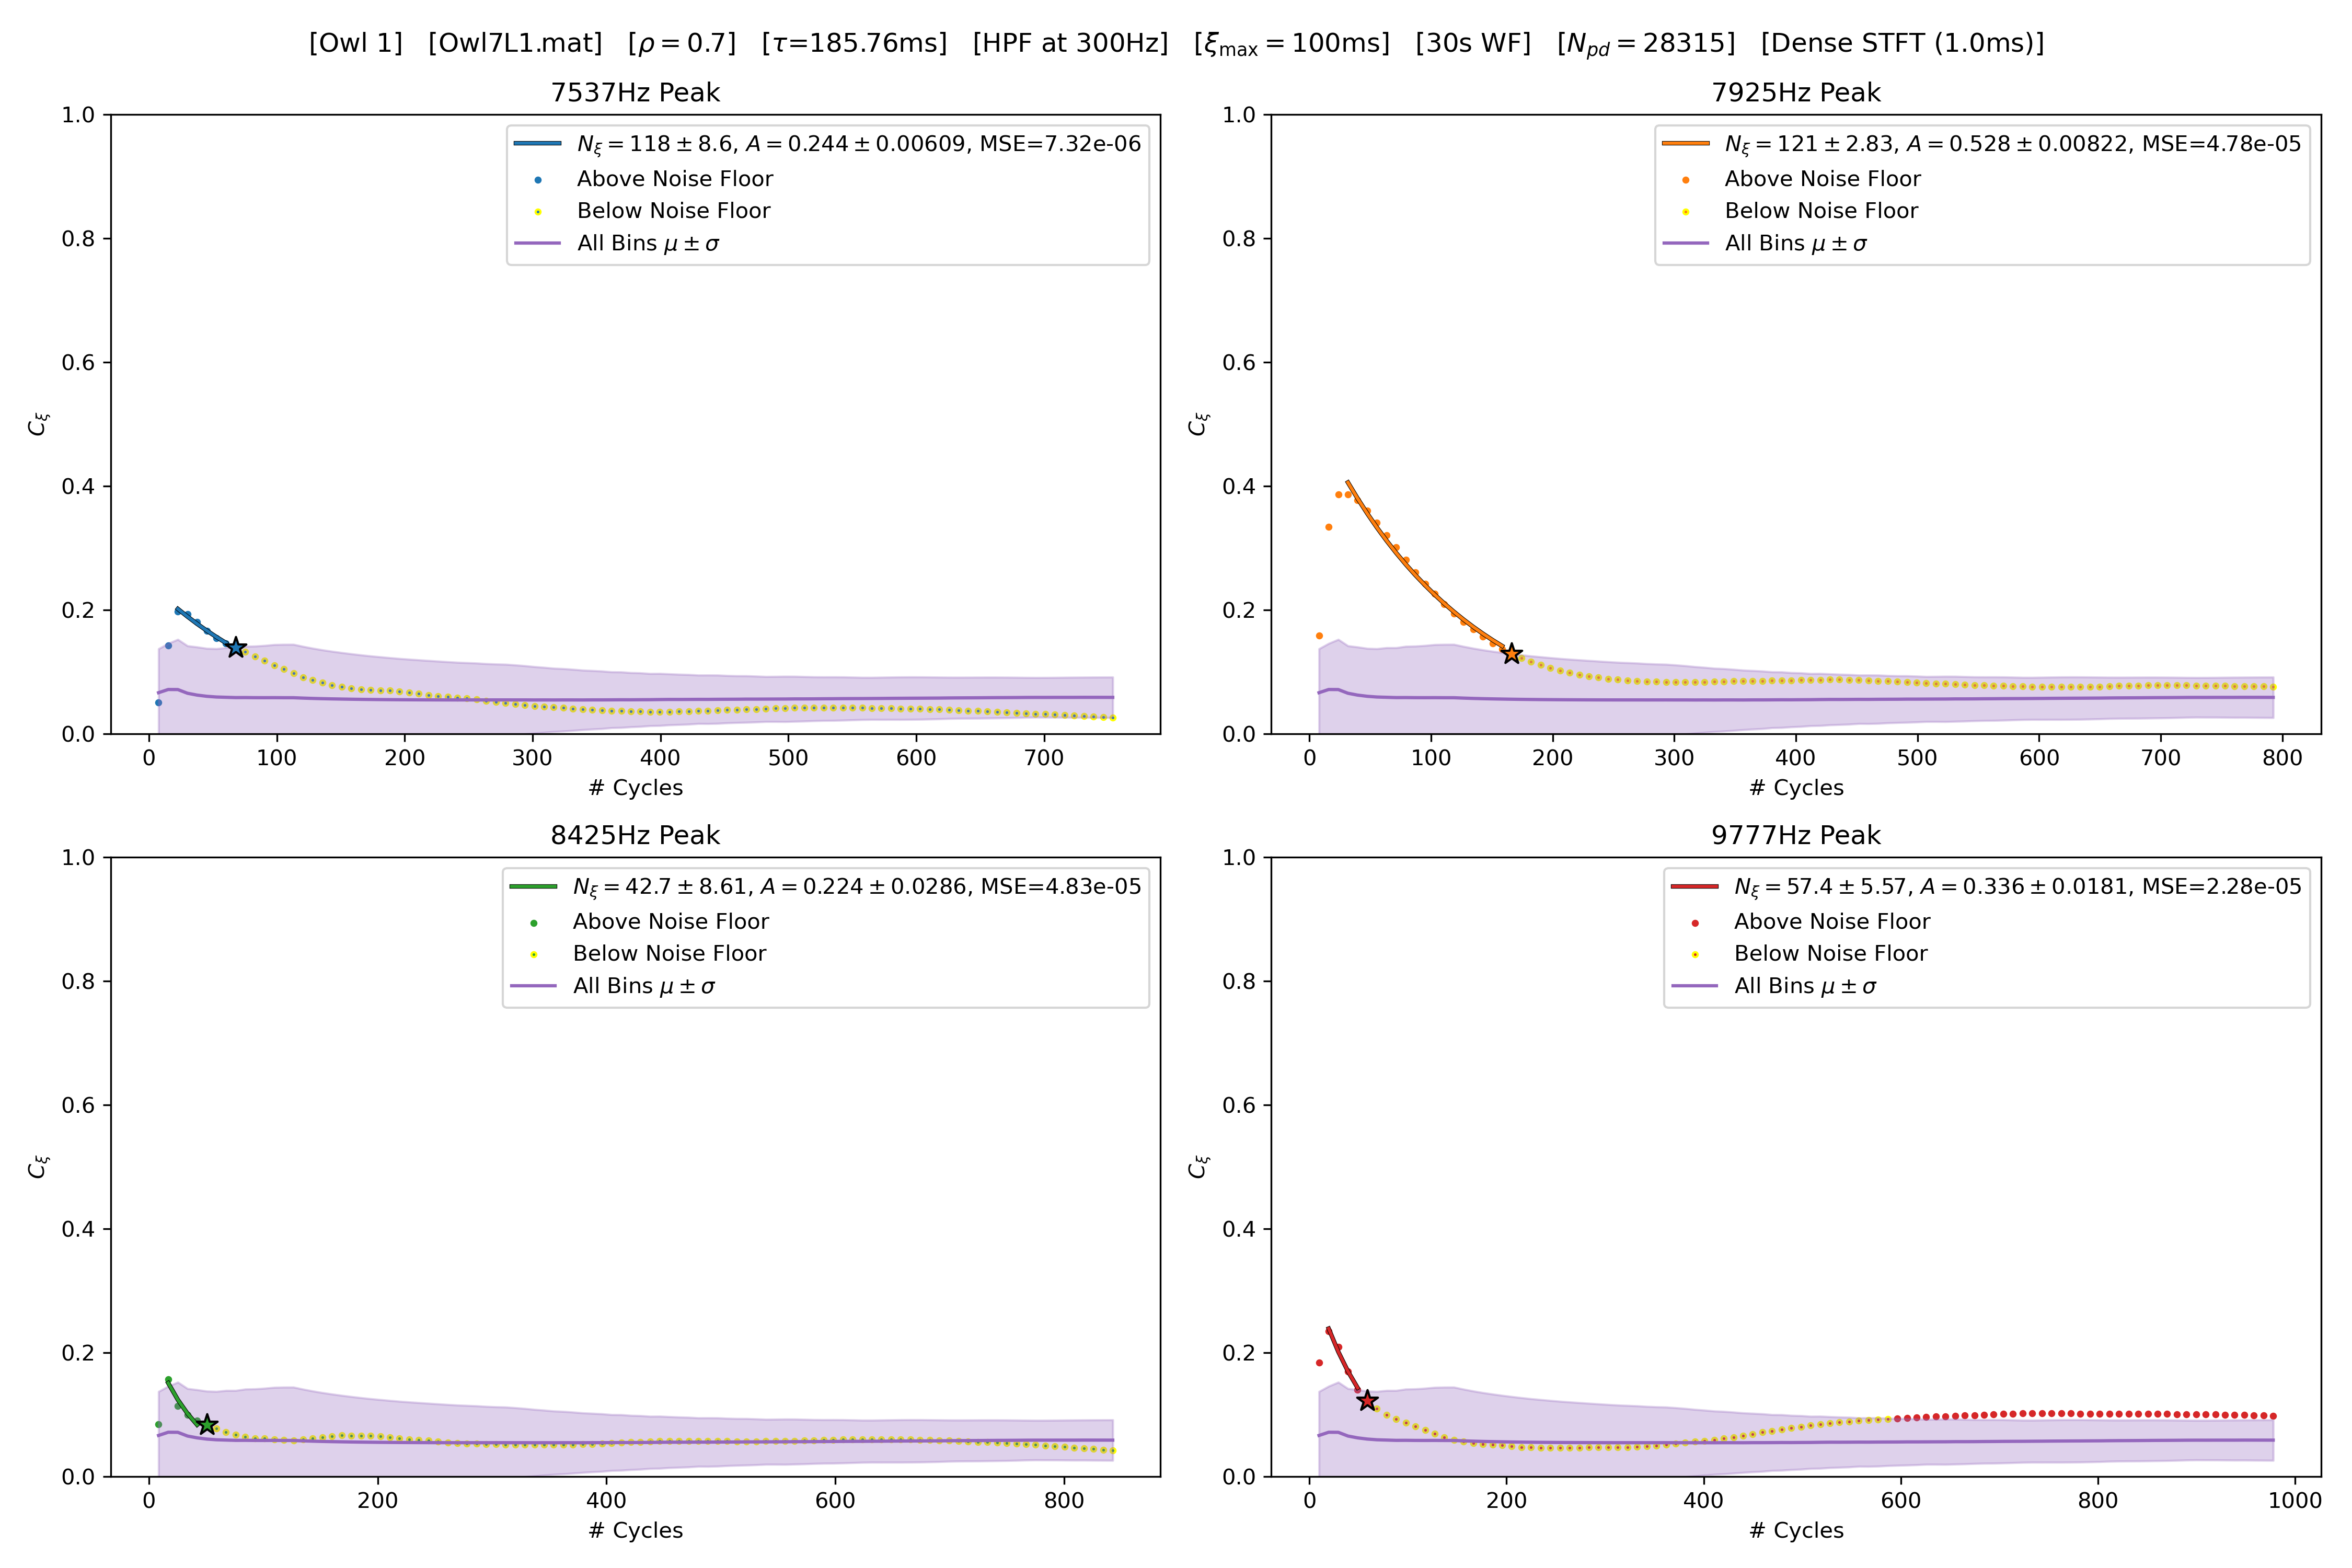 [Owl 1] [Owl7L1.mat] [ρ = 0.7] [τ=185.76ms] [HPF at 300Hz] [ξmax = 100ms] [30s WF] [Npd = 28315] [Dense STFT (1.0ms)]
7537Hz Peak
Nξ = 118 ± 8.6, A = 0.244 ± 0.00609, MSE=7.32e-06
Above Noise Floor
Below Noise Floor
All Bins μ ± σ
1.0
0.8
0.6
0.4
0.2
0.0
Cξ
0 100 200 300 400 500 600 700
# Cycles
7925Hz Peak
Nξ = 121 ± 2.83, A = 0.528 ± 0.00822, MSE=4.78e-05
Above Noise Floor
Below Noise Floor
All Bins μ ± σ
1.0
0.8
0.6
0.4
0.2
0.0
Cξ
0 100 200 300 400 500 600 700 800
# Cycles
8425Hz Peak
Nξ = 42.7 ± 8.61, A = 0.224 ± 0.0286, MSE=4.83e-05
Above Noise Floor
Below Noise Floor
All Bins μ ± σ
1.0
0.8
0.6
0.4
0.2
0.0
Cξ
0 200 400 600 800
# Cycles
9777Hz Peak
Nξ = 57.4 ± 5.57, A = 0.336 ± 0.0181, MSE=2.28e-05
Above Noise Floor
Below Noise Floor
All Bins μ ± σ
1.0
0.8
0.6
0.4
0.2
0.0
Cξ
0 200 400 600 800 1000
# Cycles